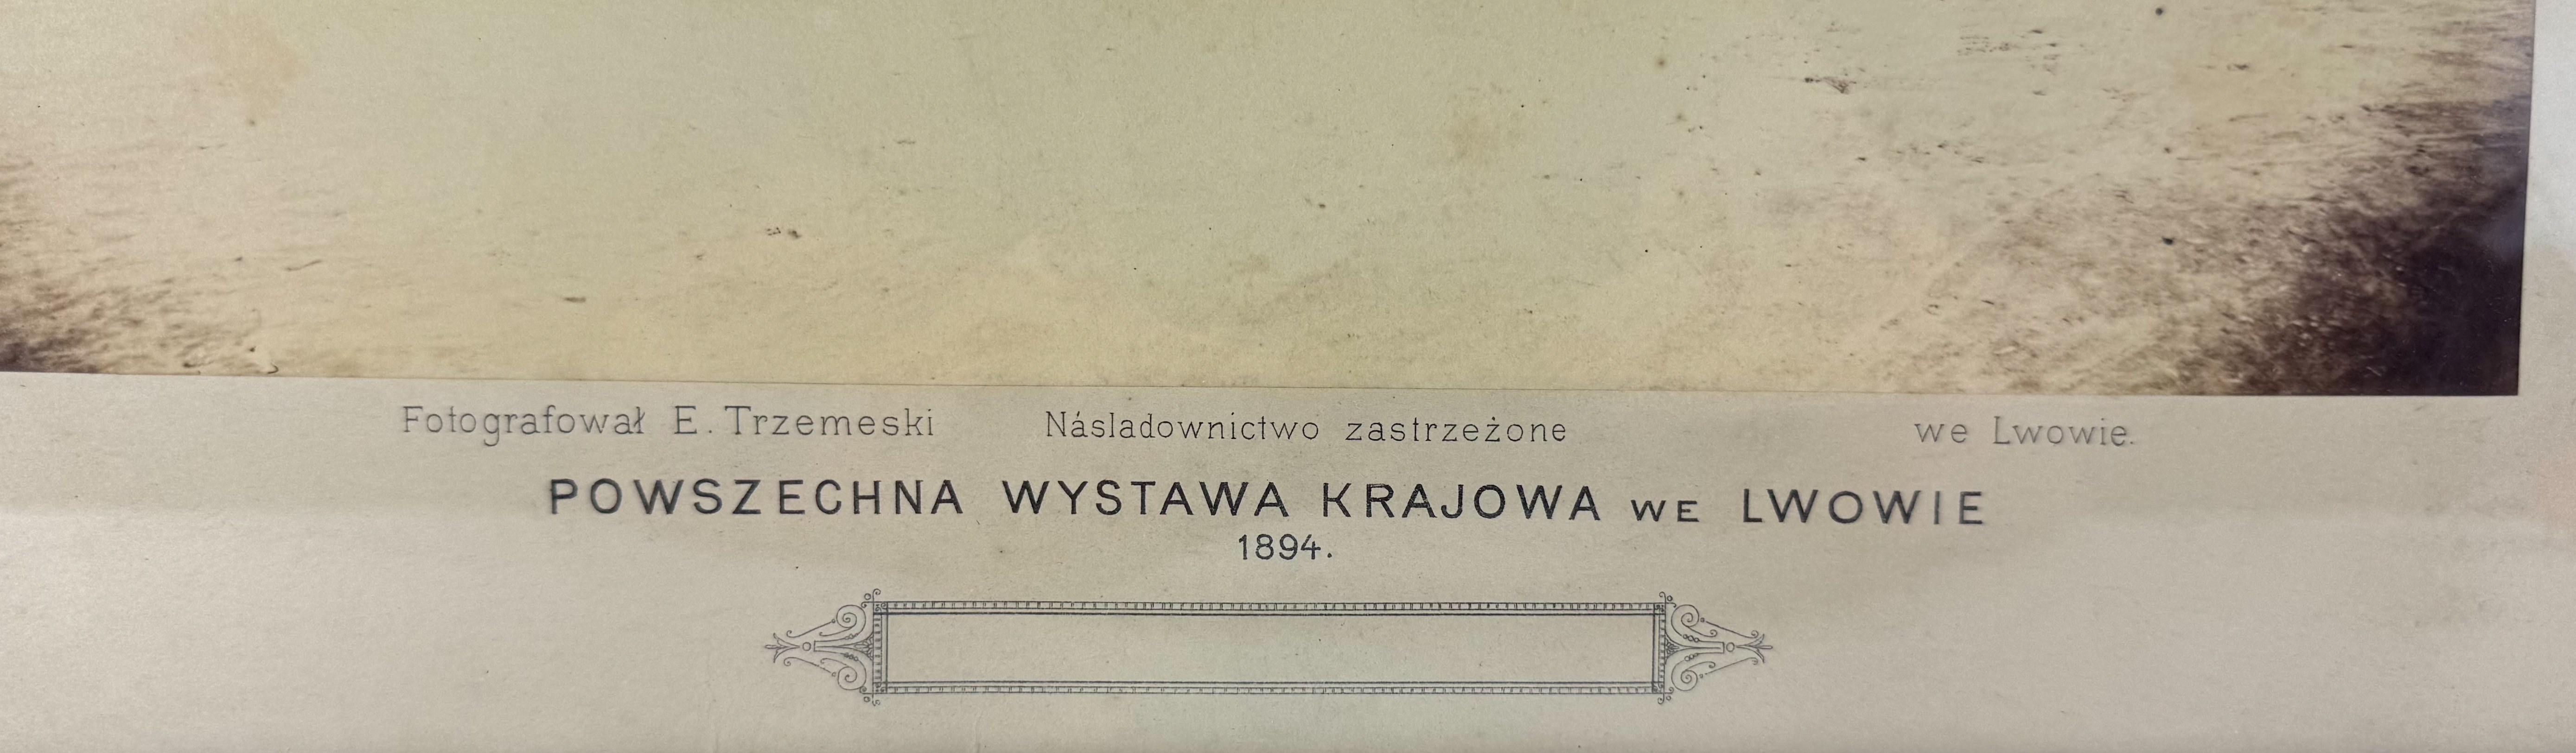 Fotografował E. Trzemeski Násladownictwo zastrzeżone we Lwowie.
POWSZECHNA WYSTAWA KRAJOWA WE LWOWIE
1894.